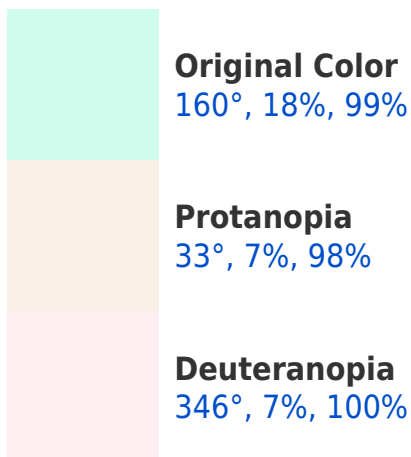 Original Color
160°, 18%, 99%
Protanopia
33°, 7%, 98%
Deuteranopia
346°, 7%, 100%